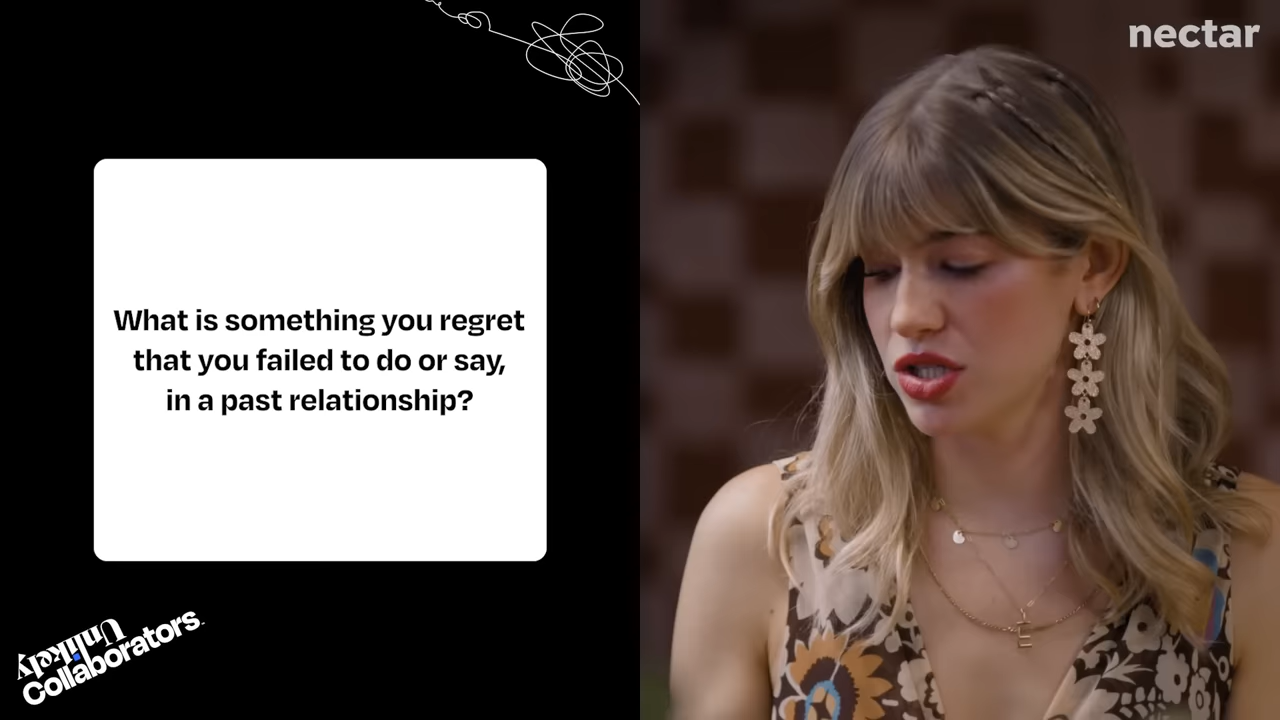 nectar
What is something you regret
that you failed to do or say,
in a past relationship?
Unlikely
Collaborators
E